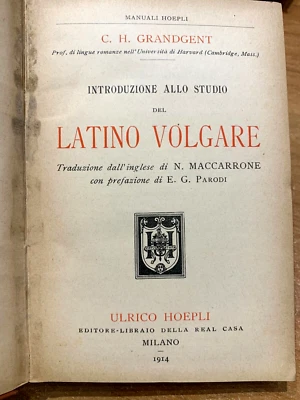 MANUALI HOEPLI
C. H. GRANDGENT
Prof. di lingue romanze nell'Università di Harvard (Cambridge, Mass.)
INTRODUZIONE ALLO STUDIO
DEL
LATINO VOLGARE
Traduzione dall'inglese di N. MACCARRONE
con prefazione di E. G. PARODI
ULRICO HOEPLI
EDITORE-LIBRAIO DELLA REAL CASA
MILANO
1914